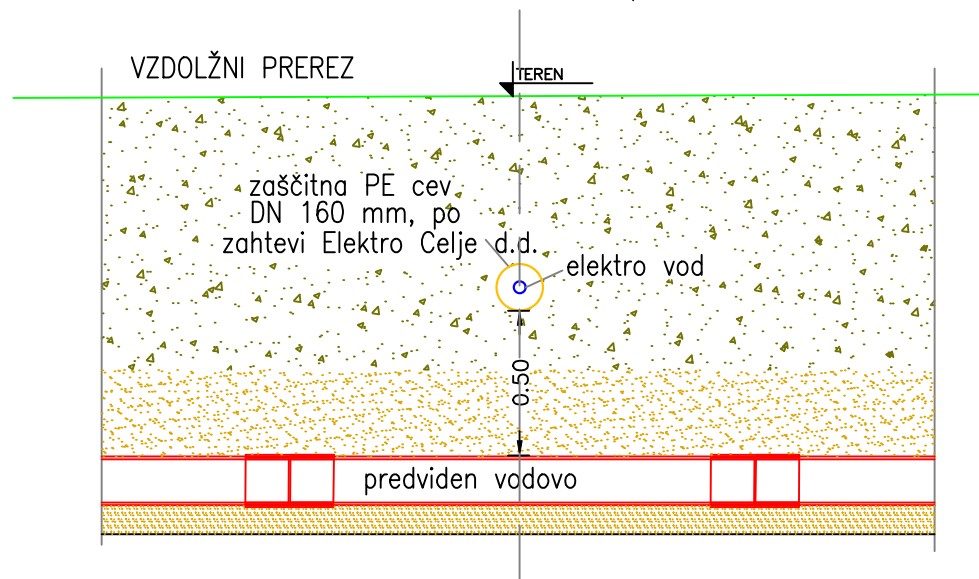 VZDOLŽNI PREREZ
TEREN
zaščitna PE cev
DN 160 mm, po
zahtevi Elektro Celje d.d.
elektro vod
0.50
predviden vodovo